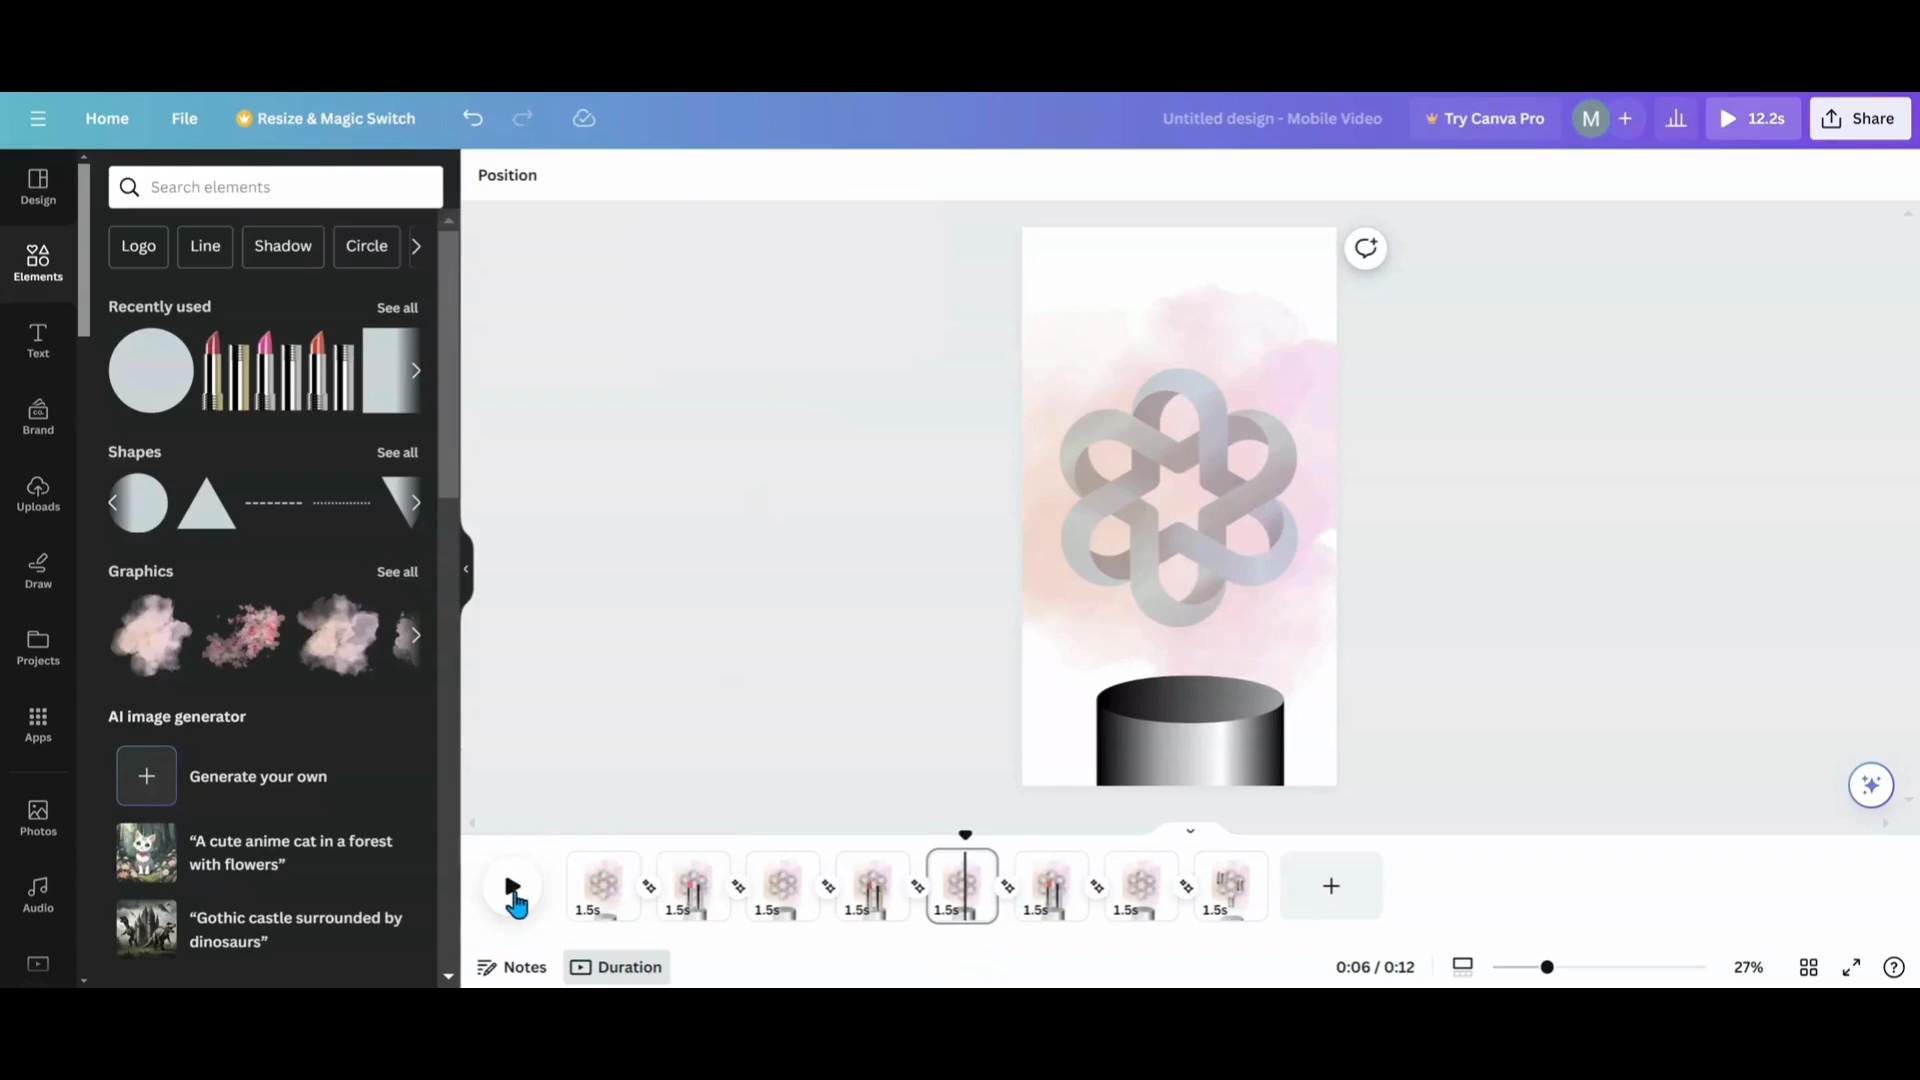 Home File Resize & Magic Switch Untitled design - Mobile Video Try Canva Pro M 12.2s Share
Design
Elements
Text
Brand
CO.
Uploads
Draw
Projects
Apps
Photos
Audio
Search elements
Logo Line Shadow Circle
Recently used See all
Shapes See all
Graphics See all
AI image generator
Generate your own
“A cute anime cat in a forest
with flowers”
“Gothic castle surrounded by
dinosaurs”
Position
1.5s 1.5s 1.5s 1.5s 1.5s 1.5s 1.5s 1.5s
Notes Duration 0:06 / 0:12 27%